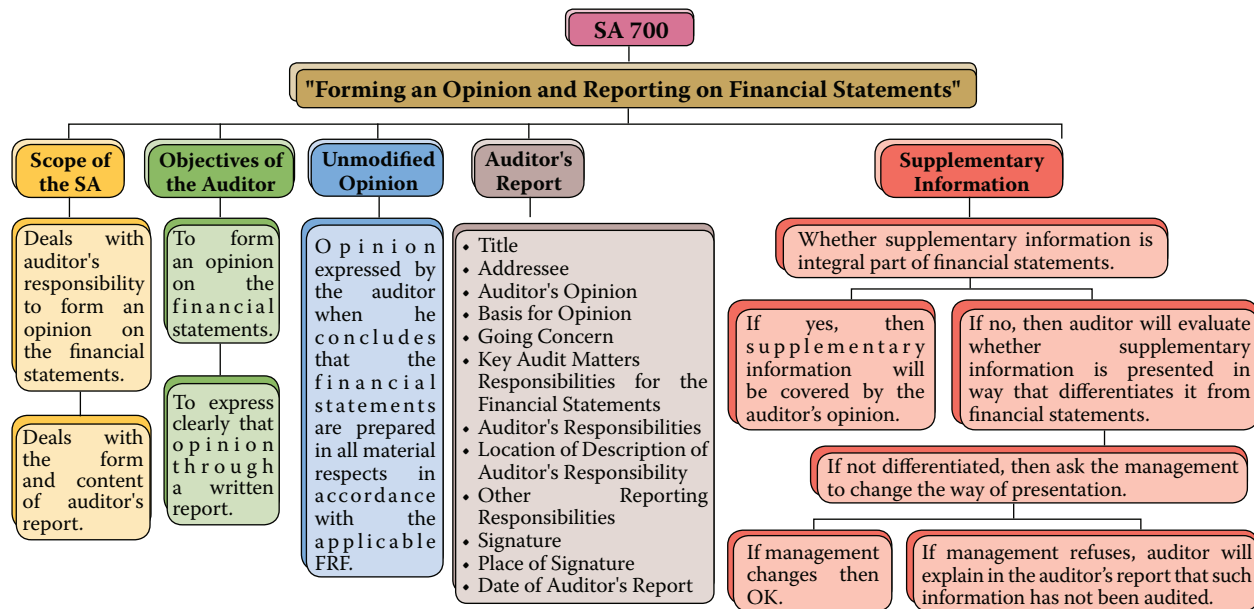 SA 700
"Forming an Opinion and Reporting on Financial Statements"
Scope of
the SA
Deals with
auditor's
responsibility
to form an
opinion on
the financial
statements.
Deals with
the form
and content
of auditor's
report.
Objectives of
the Auditor
To form
an opinion
on the
financial
statements.
To express
clearly that
opinion
through
a written
report.
Unmodified
Opinion
Opinion
expressed by
the auditor
when he
concludes
that the
financial
statements
are prepared
in all material
respects in
accordance
with the
applicable
FRF.
Auditor's
Report
• Title
• Addressee
• Auditor's Opinion
• Basis for Opinion
• Going Concern
• Key Audit Matters
Responsibilities for the
Financial Statements
• Auditor's Responsibilities
• Location of Description of
Auditor's Responsibility
• Other Reporting
Responsibilities
• Signature
• Place of Signature
• Date of Auditor's Report
Supplementary
Information
Whether supplementary information is
integral part of financial statements.
If yes, then
supplementary
information will
be covered by the
auditor's opinion.
If no, then auditor will evaluate
whether supplementary
information is presented in
way that differentiates it from
financial statements.
If not differentiated, then ask the management
to change the way of presentation.
If management
changes then
OK.
If management refuses, auditor will
explain in the auditor's report that such
information has not been audited.